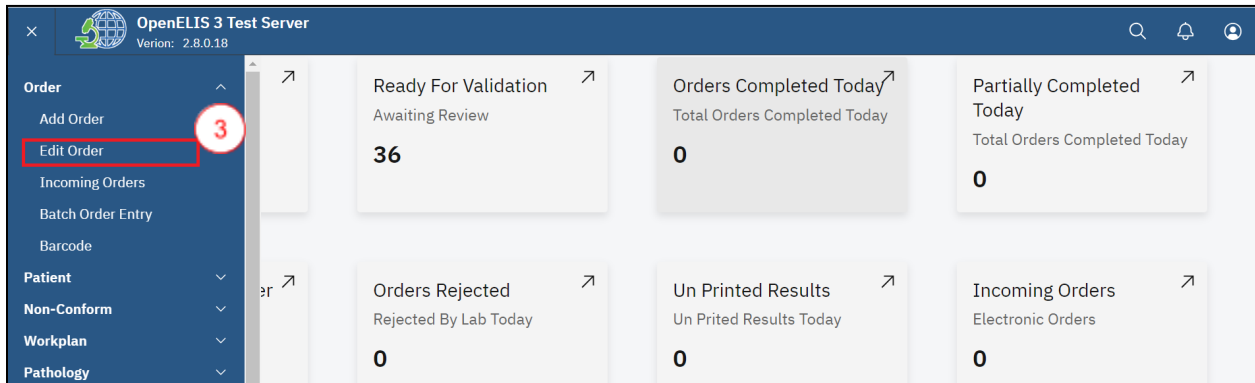 OpenELIS 3 Test Server
Verion: 2.8.0.18
Order
Add Order
3
Edit Order
Incoming Orders
Batch Order Entry
Barcode
Patient
Non-Conform
Workplan
Pathology
Ready For Validation
Awaiting Review
36
Orders Completed Today
Total Orders Completed Today
0
Partially Completed
Today
Total Orders Completed Today
0
er
Orders Rejected
Rejected By Lab Today
0
Un Printed Results
Un Prited Results Today
0
Incoming Orders
Electronic Orders
0